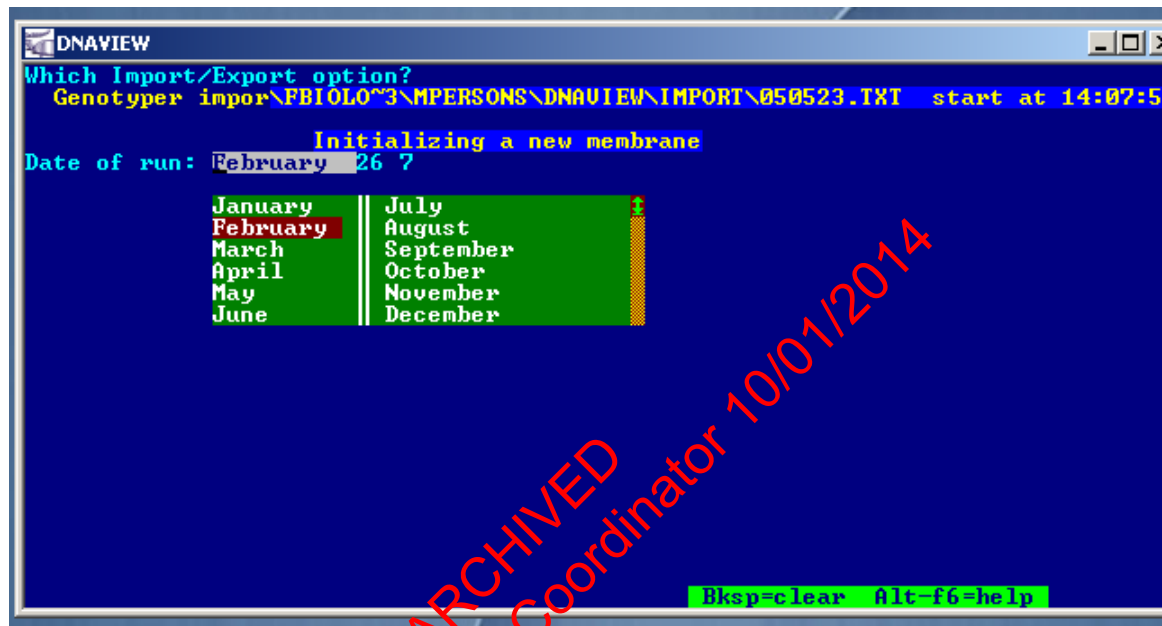 DNAVIEW
Which Import/Export option?
Genotyper impor\FBIOLO~3\MPERSONS\DNAVIEW\IMPORT\050523.TXT start at 14:07:5
Initializing a new membrane
Date of run: February 26 7
January July
February August
March September
April October
May November
June December
ARCHIVED
Coordinator 10/01/2014
Bksp=clear Alt-f6=help